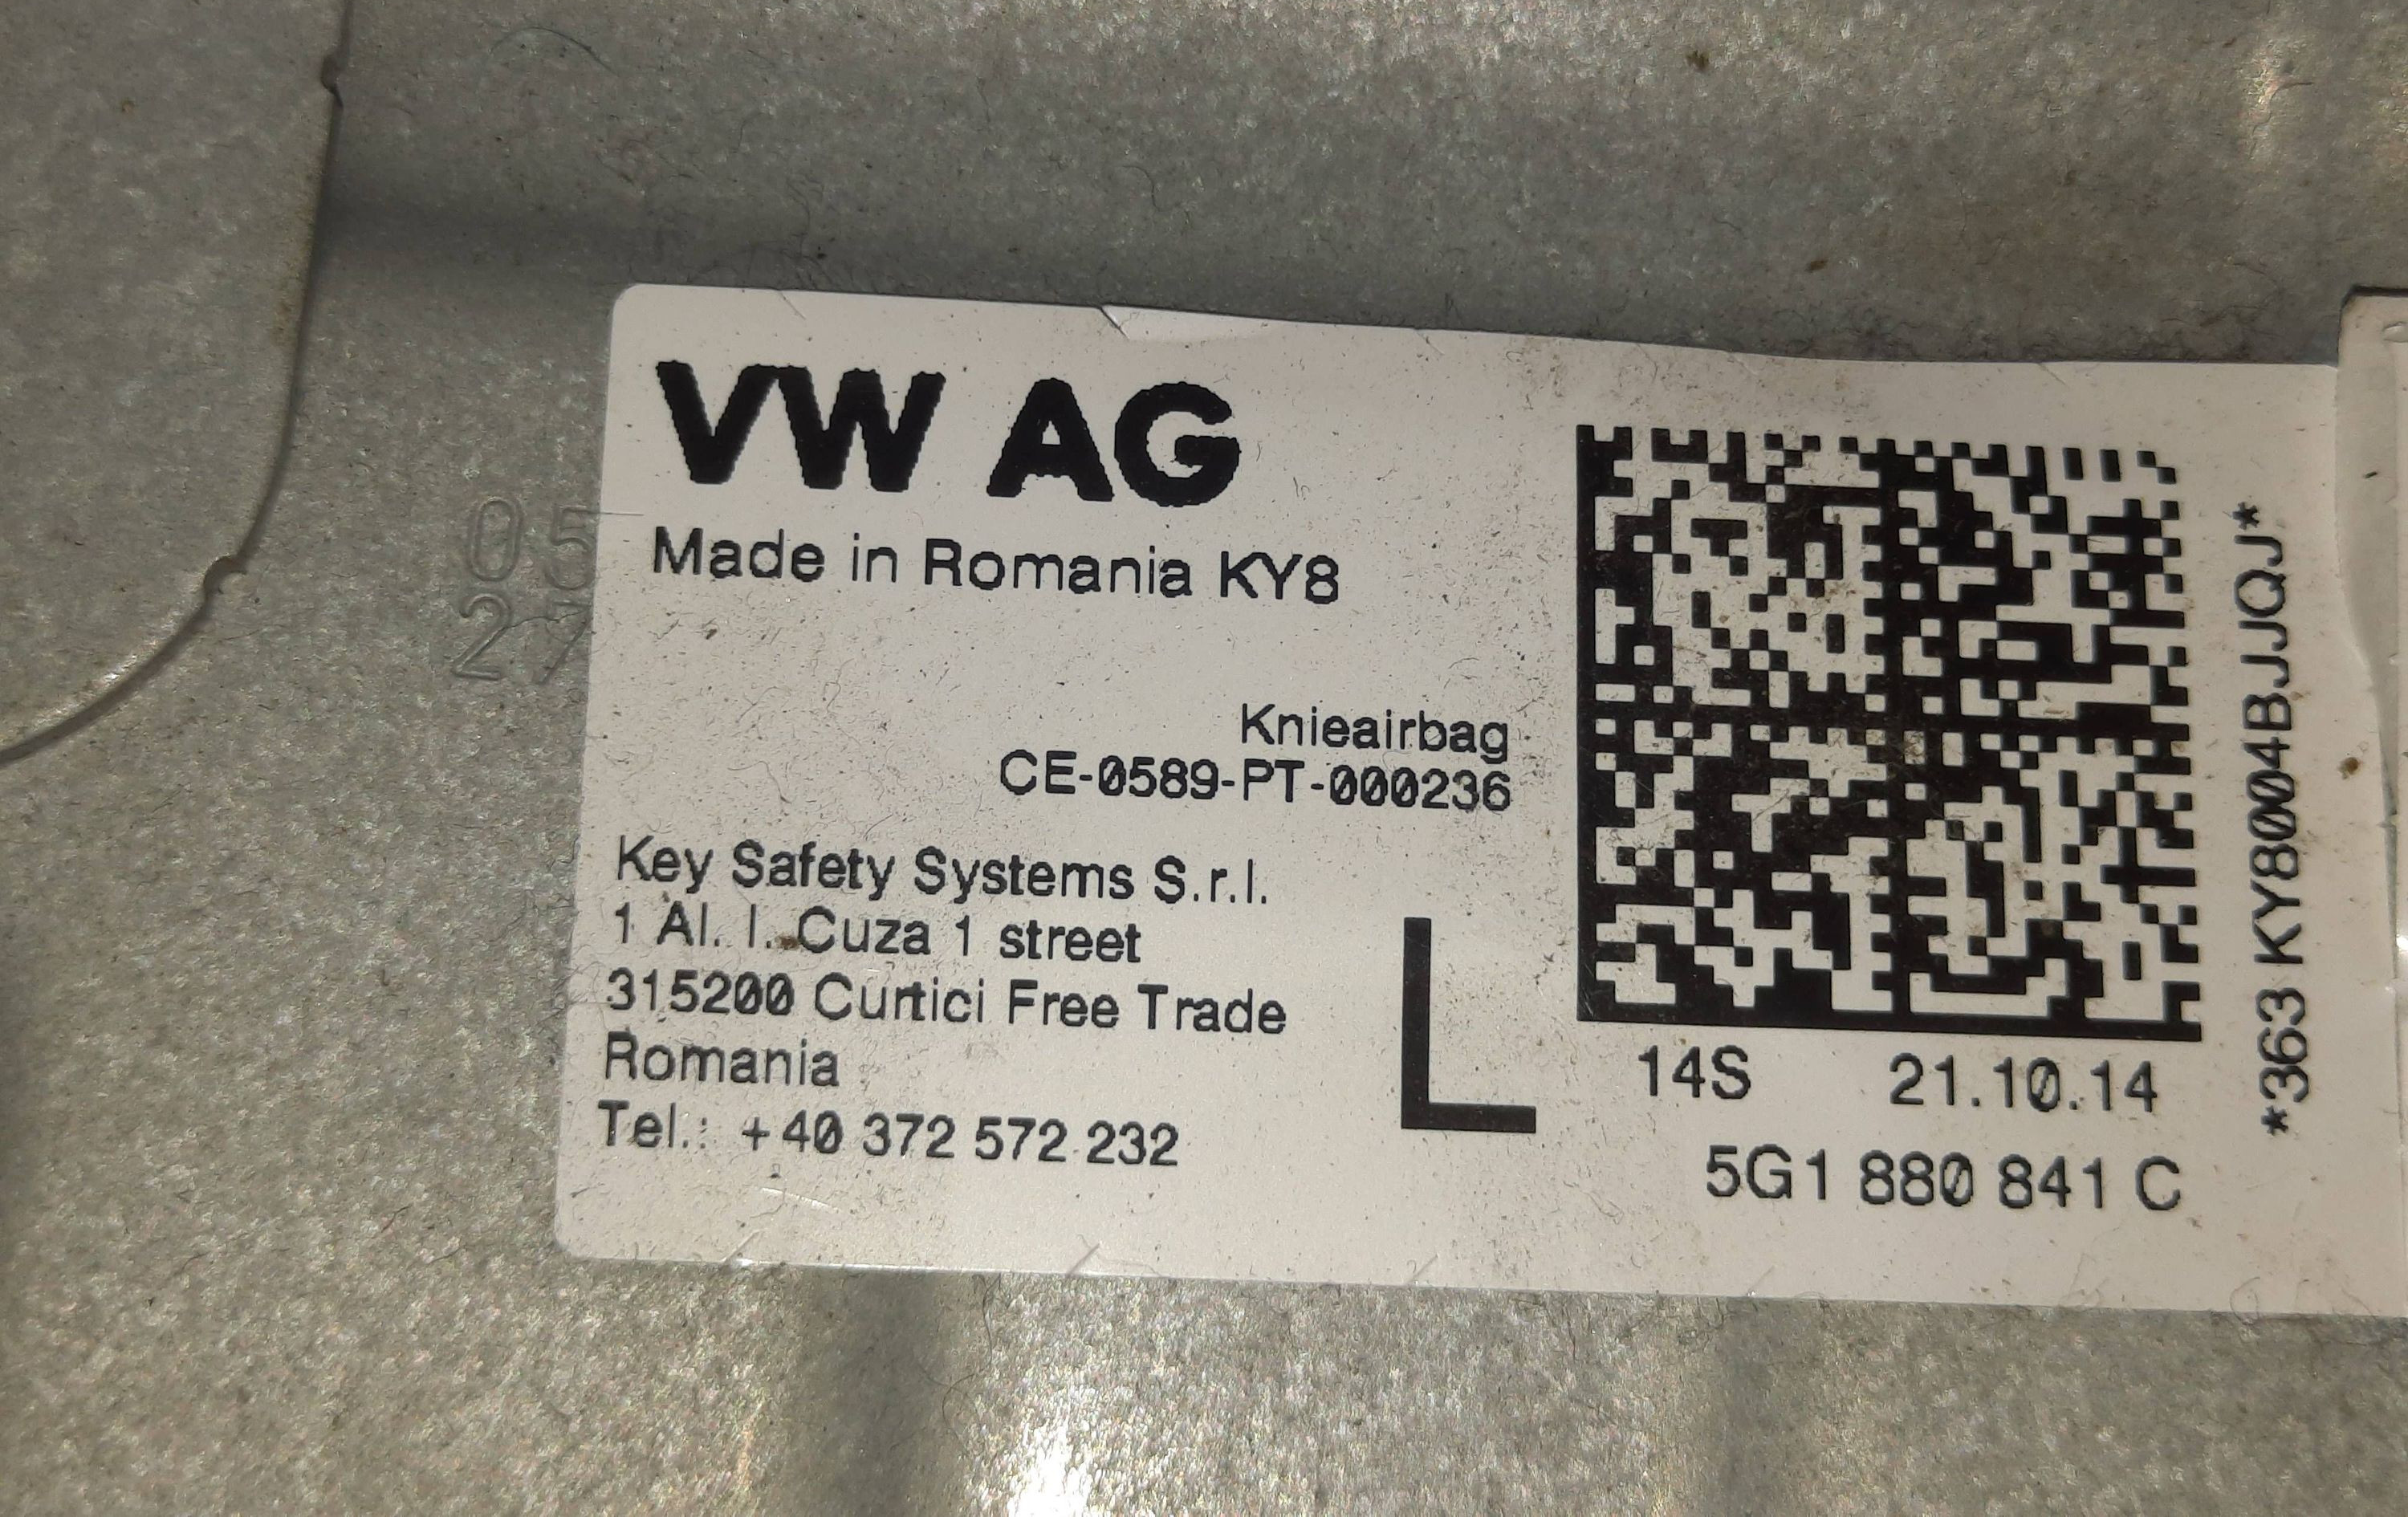 VW AG
Made in Romania KY8
05
27
Knieairbag
CE-0589-PT-000236
Key Safety Systems S.r.l.
1 Al. I. Cuza 1 street
315200 Curtici Free Trade
Romania
Tel.: +40 372 572 232
L
14S 21.10.14
5G1 880 841 C
*363 KY80004BJJJQJ*